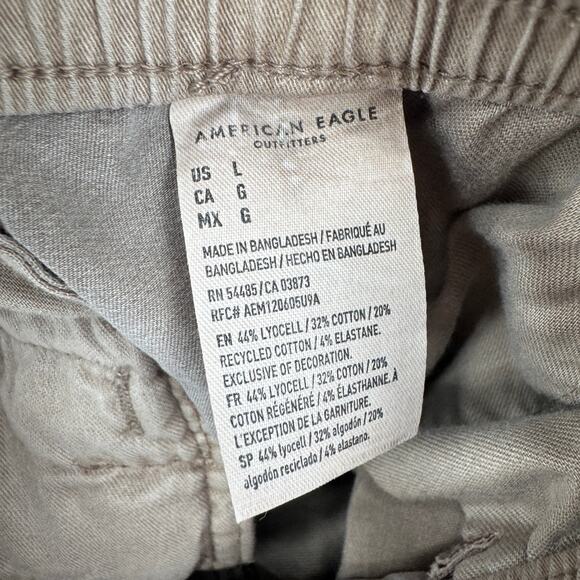 AMERICAN EAGLE
OUTFITTERS
US L
CA G
MX G
MADE IN BANGLADESH / FABRIQUÉ AU
BANGLADESH / HECHO EN BANGLADESH
RN 54485 / CA 03873
RFC# AEM120605U9A
EN 44% LYOCELL / 32% COTTON / 20%
RECYCLED COTTON / 4% ELASTANE.
EXCLUSIVE OF DECORATION.
FR 44% LYOCELL / 32% COTON / 20%
COTON RÉGÉNÉRÉ / 4% ÉLASTHANNE. À
L'EXCEPTION DE LA GARNITURE.
SP 44% lyocell / 32% algodón / 20%
algodón reciclado / 4% elastano.